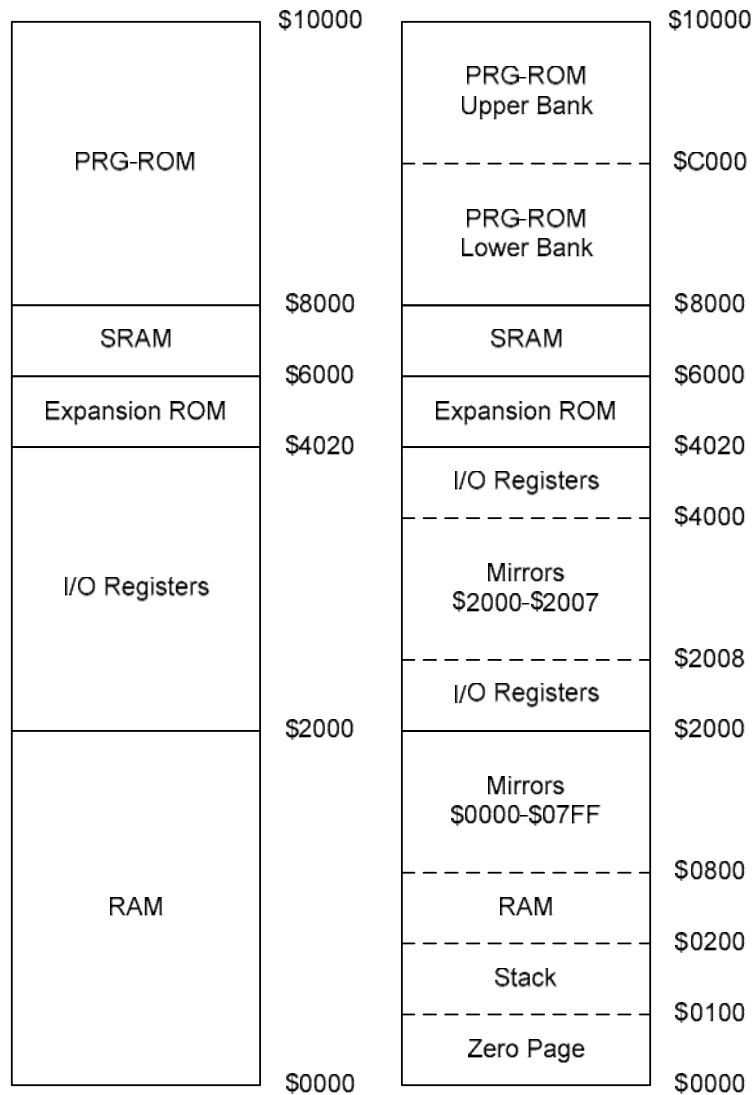 $10000
PRG-ROM
$8000
SRAM
$6000
Expansion ROM
$4020
I/O Registers
$2000
RAM
$0000
$10000
PRG-ROM
Upper Bank
$C000
PRG-ROM
Lower Bank
$8000
SRAM
$6000
Expansion ROM
$4020
I/O Registers
$4000
Mirrors
$2000-$2007
$2008
I/O Registers
$2000
Mirrors
$0000-$07FF
$0800
RAM
$0200
Stack
$0100
Zero Page
$0000